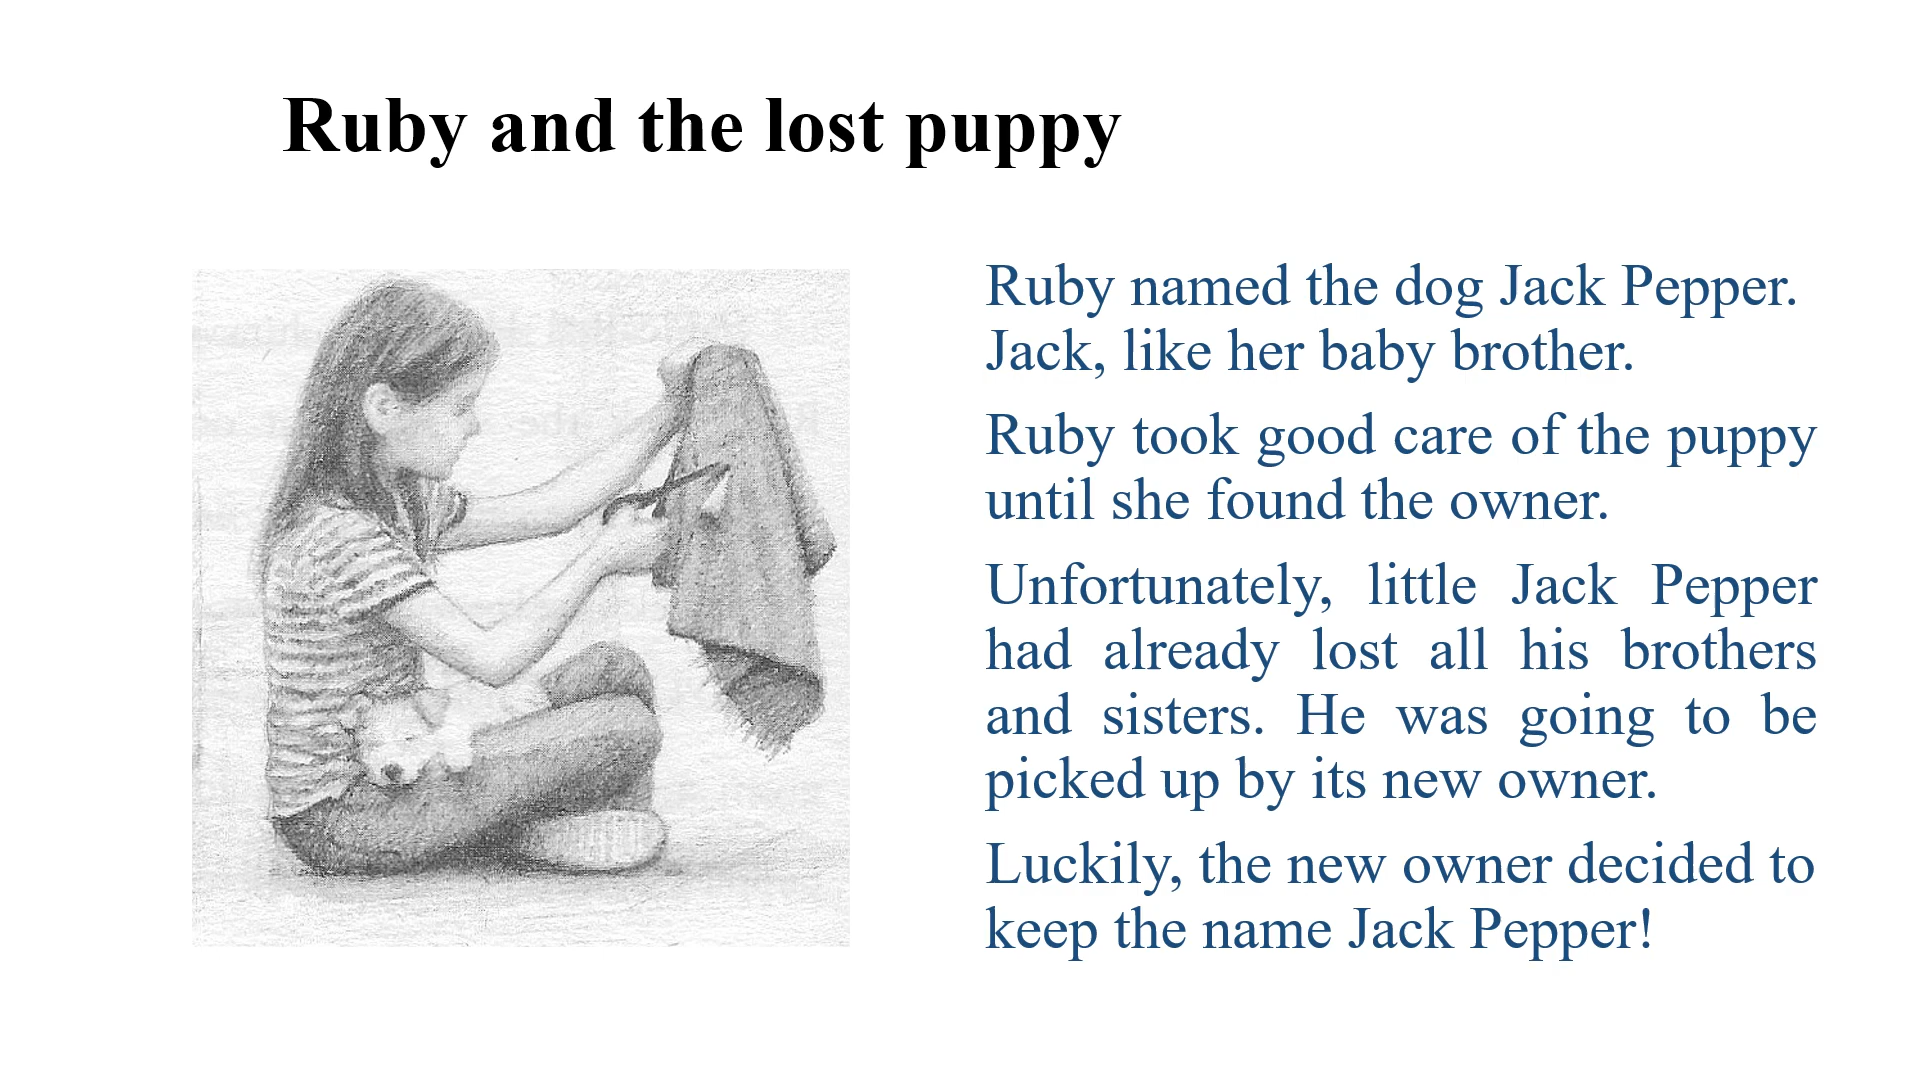 Ruby and the lost puppy
Ruby named the dog Jack Pepper.
Jack, like her baby brother.
Ruby took good care of the puppy
until she found the owner.
Unfortunately, little Jack Pepper
had already lost all his brothers
and sisters. He was going to be
picked up by its new owner.
Luckily, the new owner decided to
keep the name Jack Pepper!